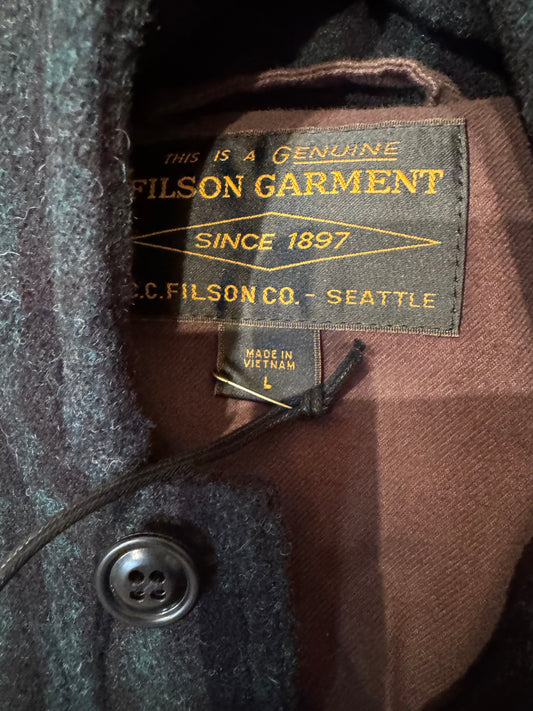 THIS IS A GENUINE
FILSON GARMENT
SINCE 1897
C.C.FILSON CO. - SEATTLE
MADE IN
VIETNAM
L